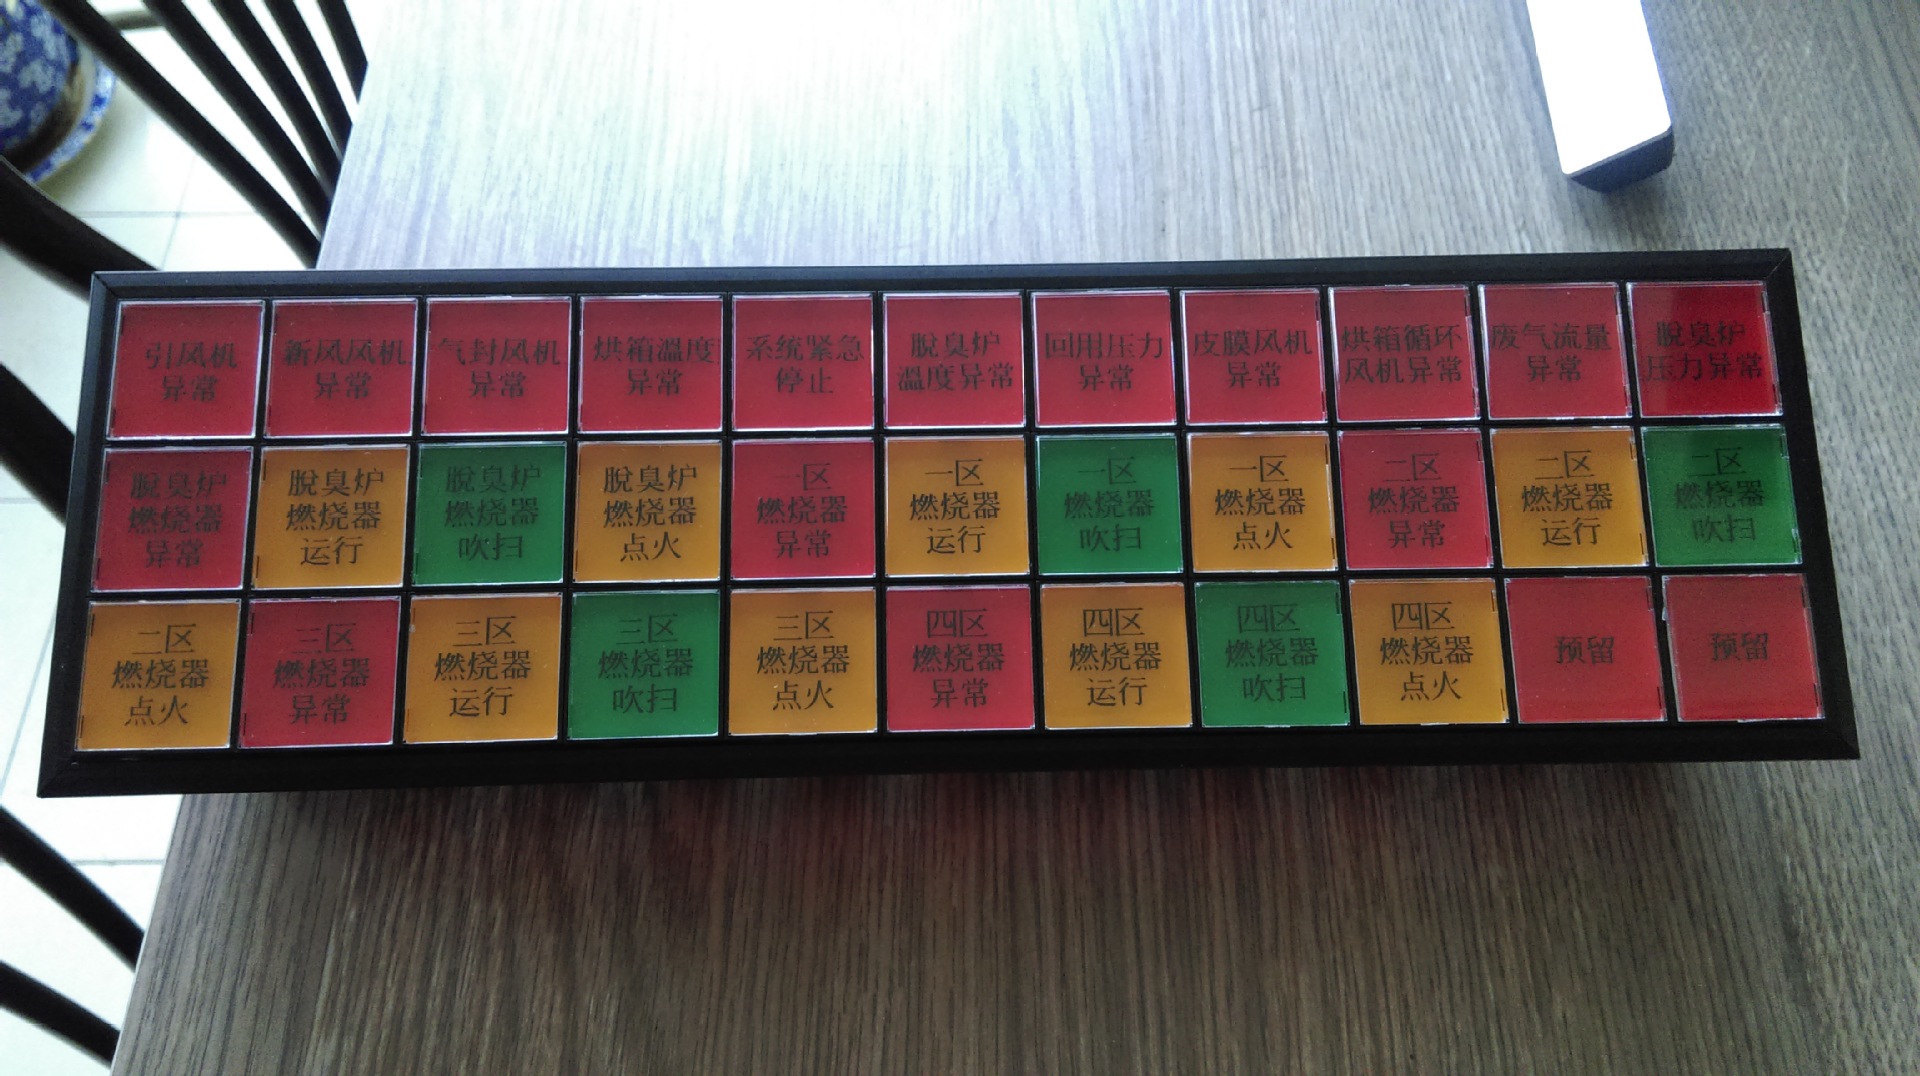 引风机
异常
新风风机
异常
气封风机
异常
烘箱溫度
异常
系统紧急
停止
脫臭炉
溫度异常
回用压力
异常
皮膜风机
异常
烘箱循环
风机异常
废气流量
异常
脫臭炉
压力异常
脫臭炉
燃烧器
异常
脫臭炉
燃烧器
运行
脫臭炉
燃烧器
吹扫
脫臭炉
燃烧器
点火
一区
燃烧器
异常
一区
燃烧器
运行
一区
燃烧器
吹扫
一区
燃烧器
点火
二区
燃烧器
异常
二区
燃烧器
运行
二区
燃烧器
吹扫
二区
燃烧器
点火
三区
燃烧器
异常
三区
燃烧器
运行
三区
燃烧器
吹扫
三区
燃烧器
点火
四区
燃烧器
异常
四区
燃烧器
运行
四区
燃烧器
吹扫
四区
燃烧器
点火
预留
预留